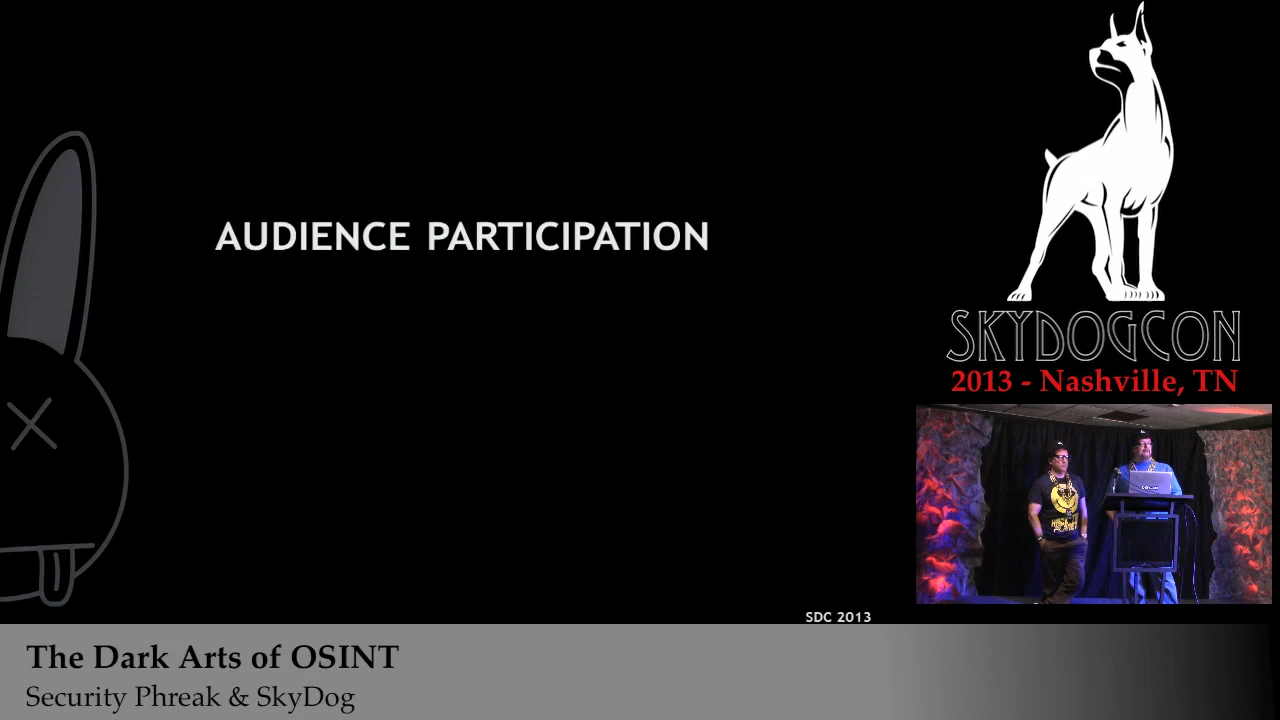 AUDIENCE PARTICIPATION
SKYDOGCON
2013 - Nashville, TN
SDC 2013
The Dark Arts of OSINT
Security Phreak & SkyDog